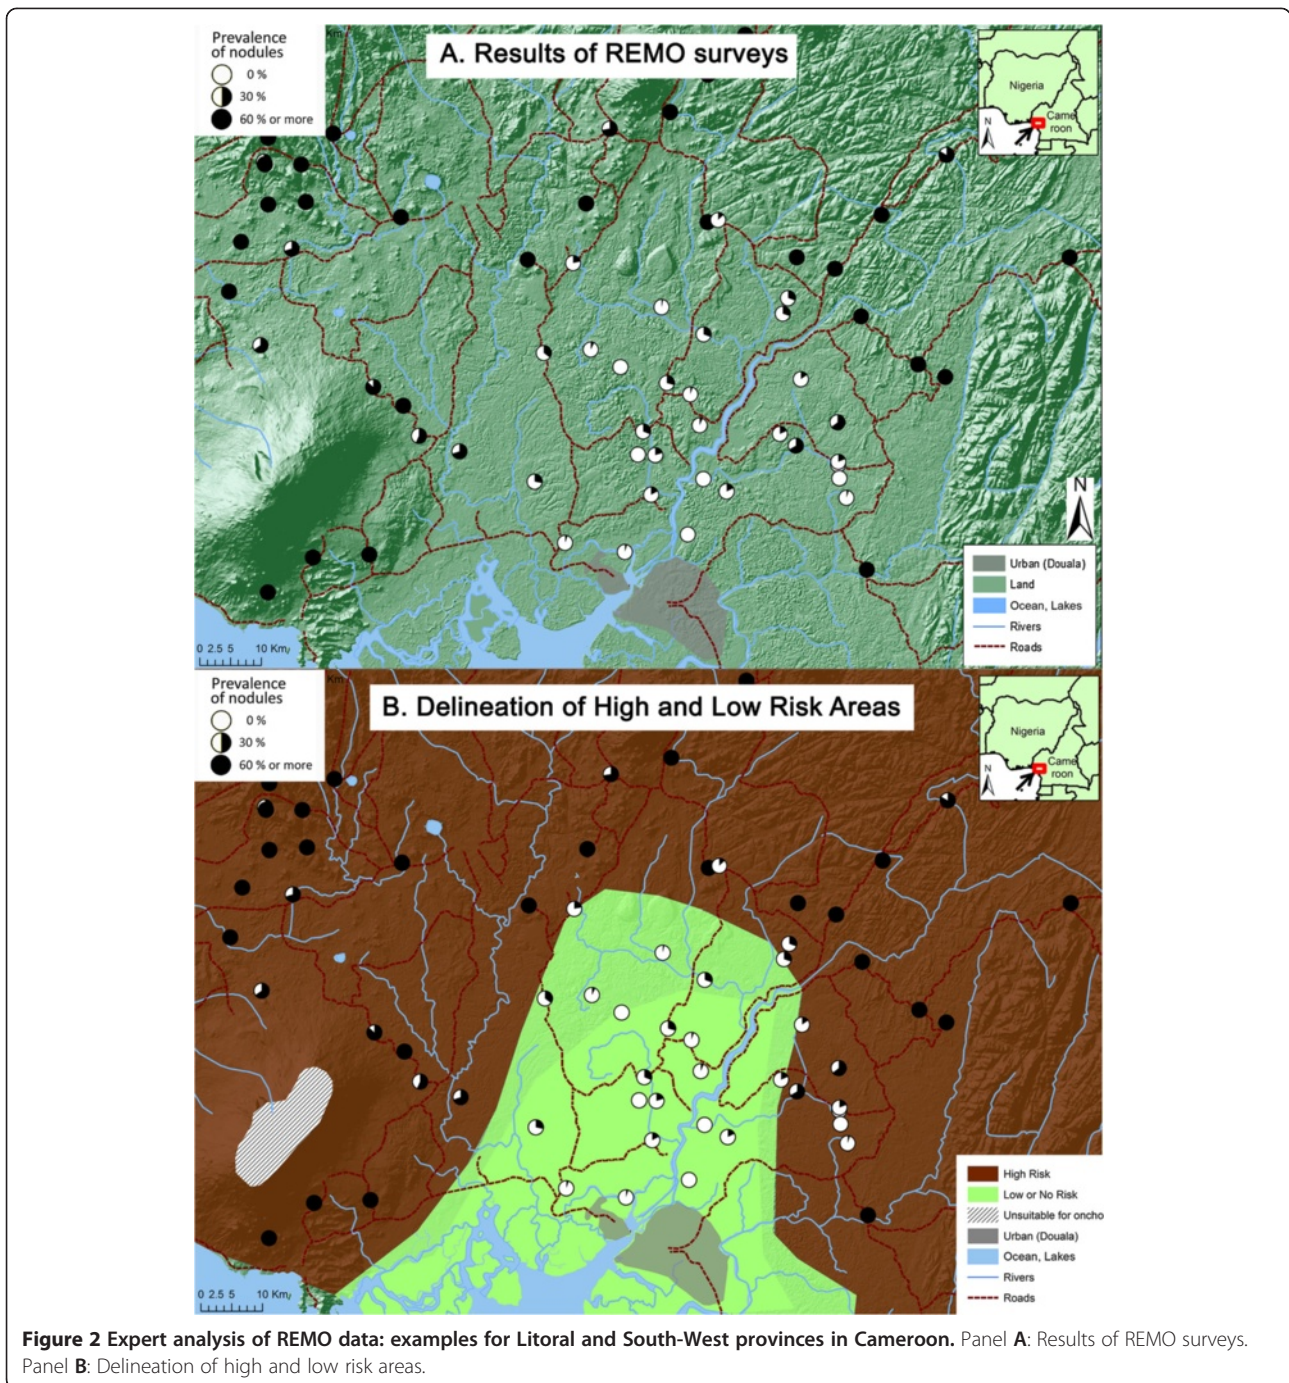 Prevalence
of nodules
0 %
30 %
60 % or more
Km
A. Results of REMO surveys
Nigeria
Came
roon
N
N
Urban (Douala)
Land
Ocean, Lakes
Rivers
Roads
0 2.5 5 10 Km
Prevalence
of nodules
0 %
30 %
60 % or more
Km
B. Delineation of High and Low Risk Areas
Nigeria
Came
roon
N
High Risk
Low or No Risk
Unsuitable for oncho
Urban (Douala)
Ocean, Lakes
Rivers
Roads
0 2.5 5 10 Km
Figure 2 Expert analysis of REMO data: examples for Litoral and South-West provinces in Cameroon. Panel A: Results of REMO surveys.
Panel B: Delineation of high and low risk areas.